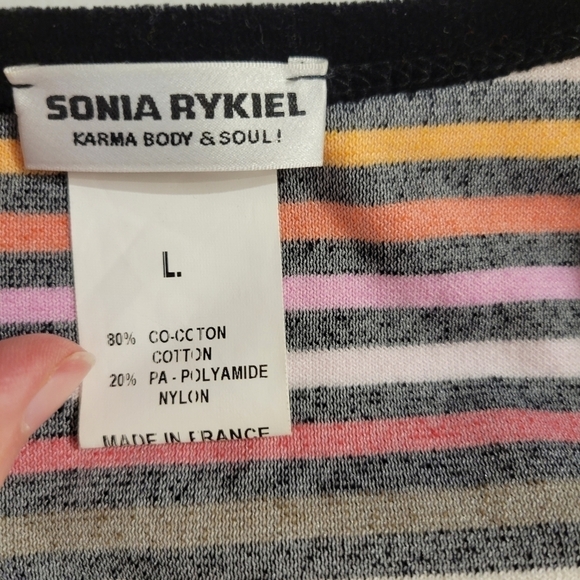 SONIA RYKIEL
KARMA BODY & SOUL!
L.
80% CO-COTON
COTTON
20% PA-POLYAMIDE
NYLON
MADE IN FRANCE